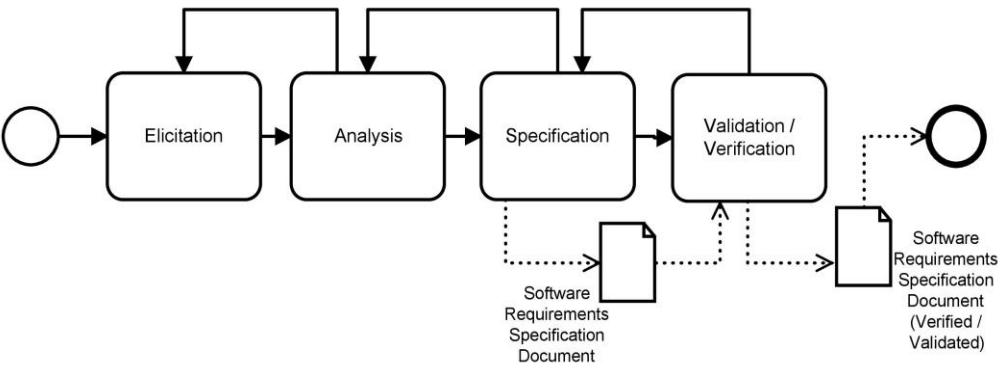 Elicitation
Analysis
Specification
Validation /
Verification
Software
Requirements
Specification
Document
Software
Requirements
Specification
Document
(Verified /
Validated)